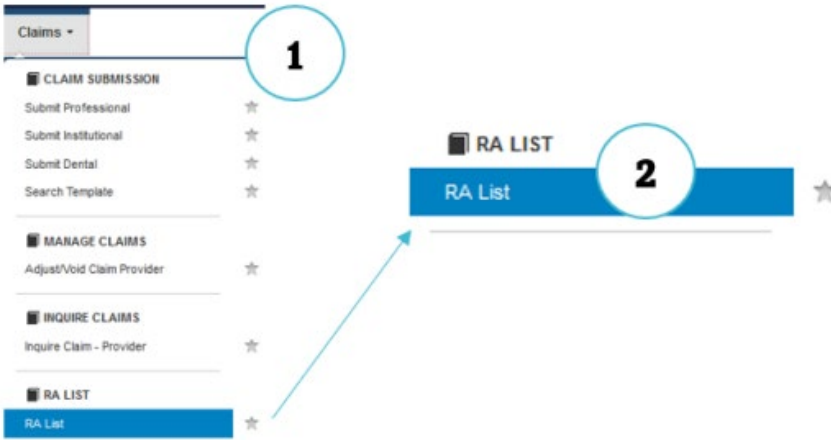 Claims
1
CLAIM SUBMISSION
Submit Professional
Submit Institutional
Submit Dental
Search Template
MANAGE CLAIMS
Adjust/Void Claim Provider
INQUIRE CLAIMS
Inquire Claim - Provider
RA LIST
RA List
RA LIST
2
RA List